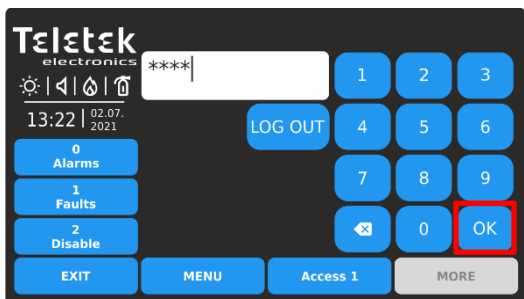 Teletek
electronics
****
1 2 3
13:22 02.07.
2021
LOG OUT 4 5 6
0
Alarms
7 8 9
1
Faults
2
Disable
0 OK
EXIT MENU Access 1 MORE